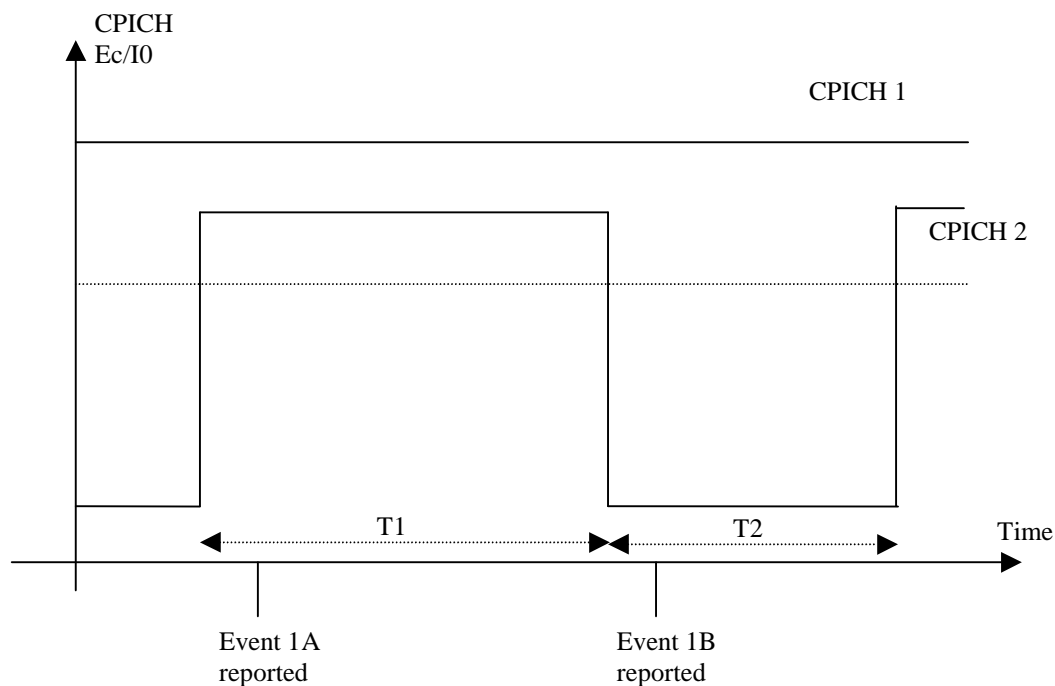 CPICH
Ec/I0
CPICH 1
CPICH 2
T1
T2
Time
Event 1A
reported
Event 1B
reported